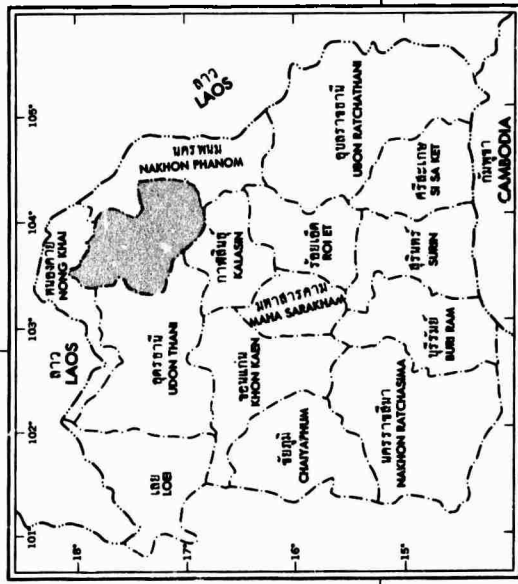 101°
102°
103°
104°
105°
18°
17°
16°
15°
ลาว
LAOS
หนองคาย
NONG KHAI
ลาว
LAOS
เลย
LOEI
อุดรธานี
UDON THANI
นครพนม
NAKHON PHANOM
กาฬสินธุ์
KALASIN
ขอนแก่น
KHON KAEN
ชัยภูมิ
CHAIYAPHUM
มหาสารคาม
MAHA SARAKHAM
ร้อยเอ็ด
ROI ET
อุบลราชธานี
UBON RATCHATHANI
นครราชสีมา
NAKHON RATCHASIMA
บุรีรัมย์
BURI RAM
สุรินทร์
SURIN
ศรีสะเกษ
SI SA KET
กัมพูชา
CAMBODIA